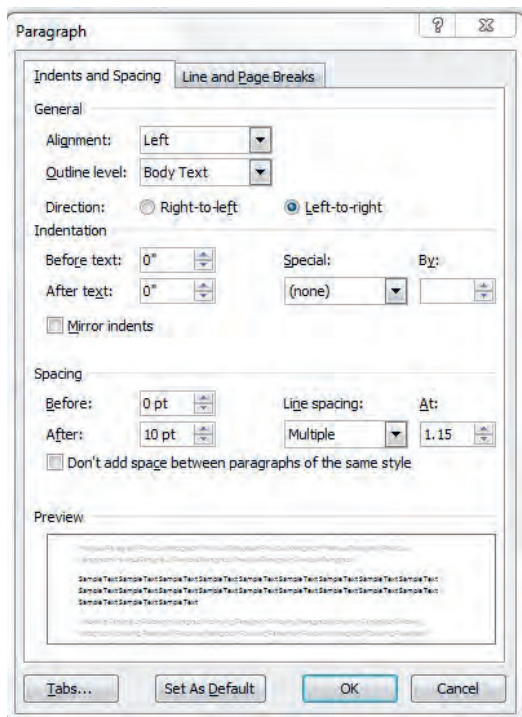 Paragraph
Indents and Spacing Line and Page Breaks
General
Alignment: Left
Outline level: Body Text
Direction: Right-to-left Left-to-right
Indentation
Before text: 0" Special: By:
After text: 0" (none)
Mirror indents
Spacing
Before: 0 pt Line spacing: At:
After: 10 pt Multiple 1.15
Don't add space between paragraphs of the same style
Preview
Sample Text Sample Text Sample Text Sample Text Sample Text Sample Text Sample Text Sample Text Sample Text
Sample Text Sample Text Sample Text Sample Text Sample Text Sample Text Sample Text Sample Text Sample Text
Sample Text Sample Text Sample Text
Tabs... Set As Default OK Cancel